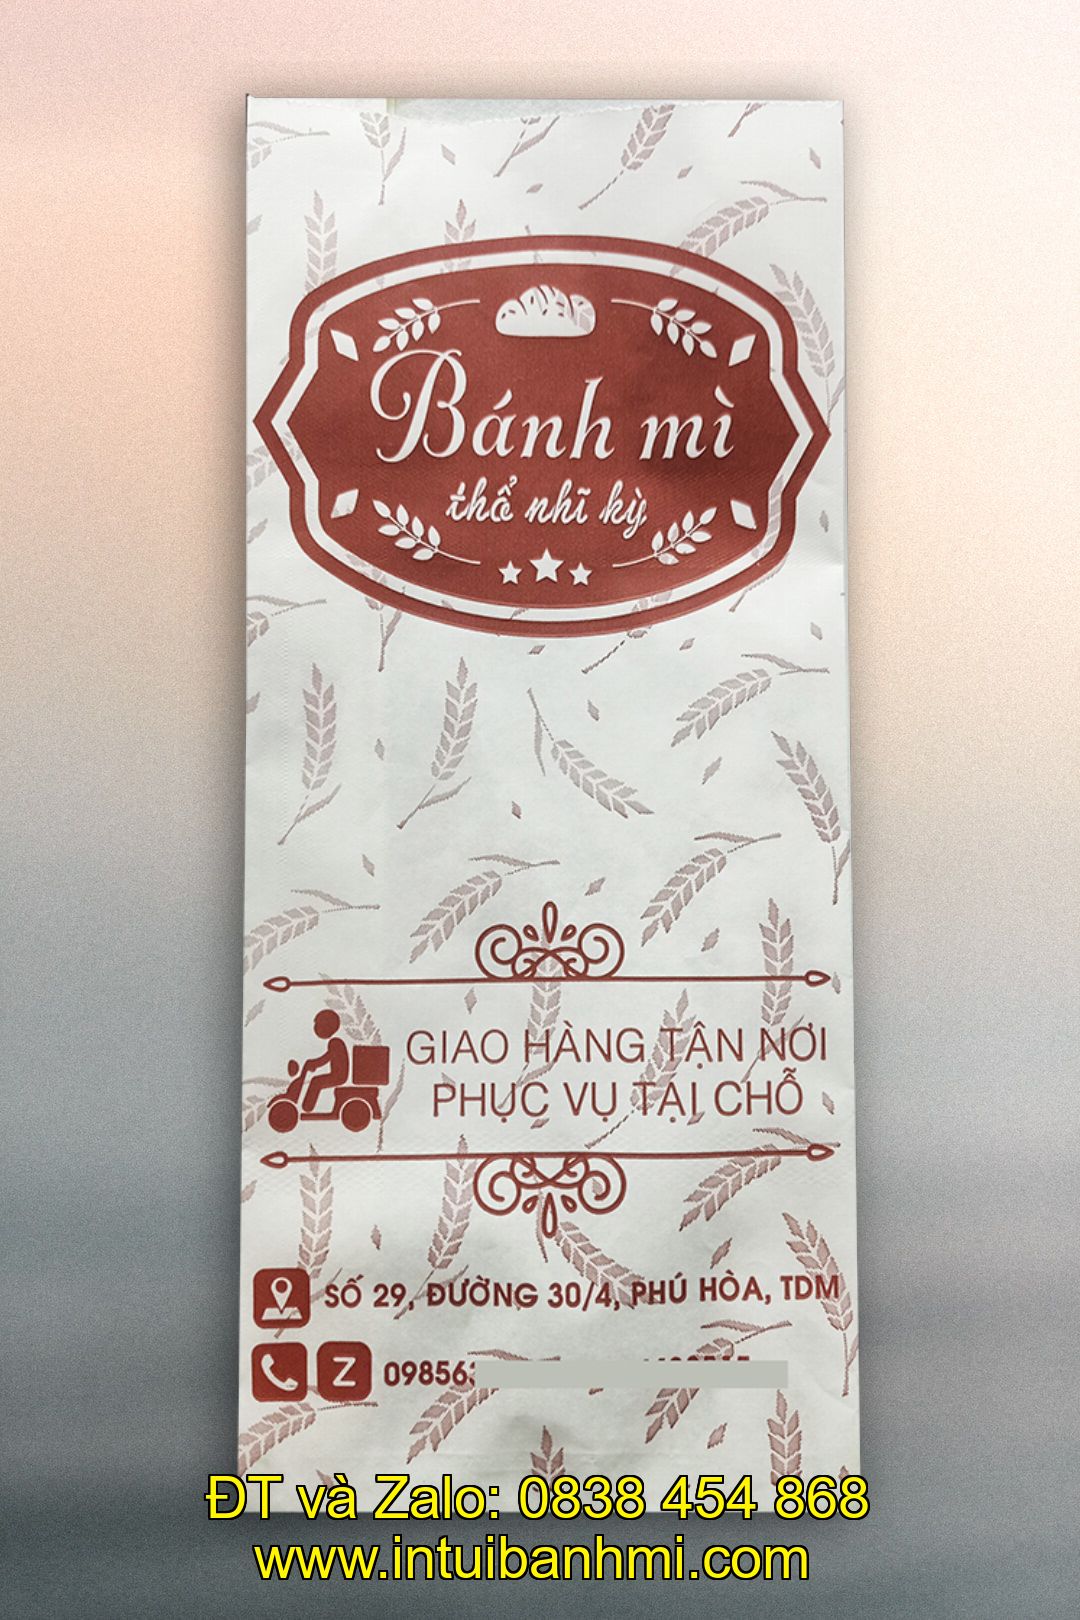 Bánh mì
thổ nhĩ kỳ
GIAO HÀNG TẬN NƠI
PHỤC VỤ TẠI CHỖ
SỐ 29, ĐƯỜNG 30/4, PHÚ HÒA, TDM
Z 09856
ĐT và Zalo: 0838 454 868
www.intuibanhmi.com